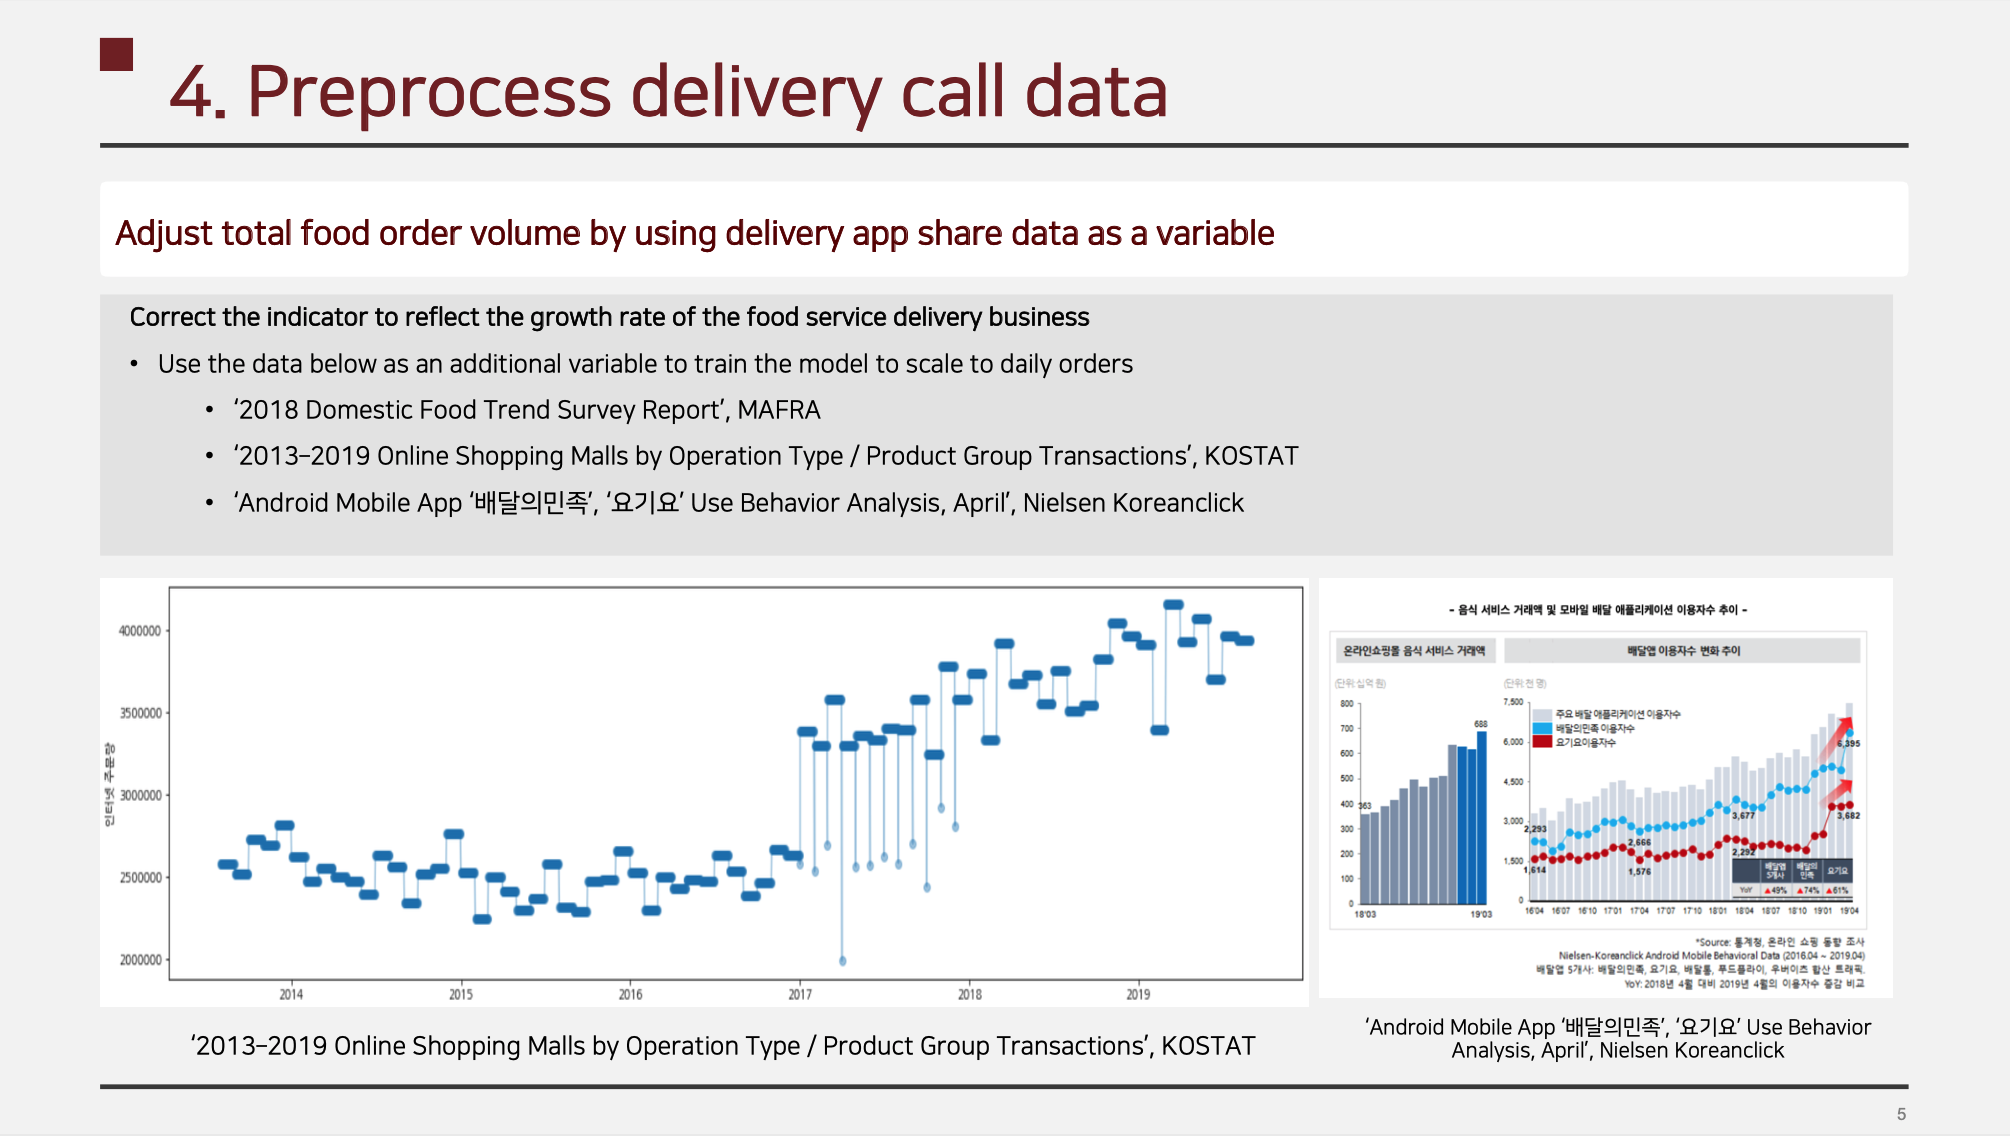 4. Preprocess delivery call data
Adjust total food order volume by using delivery app share data as a variable
Correct the indicator to reflect the growth rate of the food service delivery business
• Use the data below as an additional variable to train the model to scale to daily orders
• ‘2018 Domestic Food Trend Survey Report’, MAFRA
• ‘2013–2019 Online Shopping Malls by Operation Type / Product Group Transactions’, KOSTAT
• ‘Android Mobile App ‘배달의민족’, ‘요기요’ Use Behavior Analysis, April’, Nielsen Koreanclick
인터넷 주문량
4000000
3500000
3000000
2500000
2000000
2014 2015 2016 2017 2018 2019
‘2013–2019 Online Shopping Malls by Operation Type / Product Group Transactions’, KOSTAT
- 음식 서비스 거래액 및 모바일 배달 애플리케이션 이용자수 추이 -
온라인쇼핑몰 음식 서비스 거래액
(단위:십억 원)
800
700
600
500
400
300
200
100
0
363
688
18'03 19'03
배달앱 이용자수 변화 추이
(단위:천 명)
7,500
6,000
4,500
3,000
1,500
0
주요 배달 애플리케이션 이용자수
배달의민족 이용자수
요기요이용자수
6,395
3,677
3,682
2,293
2,666
2,292
1,614
1,576
배달앱 5개사 배달의 민족 요기요
YoY ▲49% ▲74% ▲61%
16'04 16'07 16'10 17'01 17'04 17'07 17'10 18'01 18'04 18'07 18'10 19'01 19'04
*Source: 통계청, 온라인 쇼핑 동향 조사
Nielsen-Koreanclick Android Mobile Behavioral Data (2016.04 ~ 2019.04)
배달앱 5개사: 배달의민족, 요기요, 배달통, 푸드플라이, 우버이츠 합산 트래픽.
YoY: 2018년 4월 대비 2019년 4월의 이용자수 증감 비교
‘Android Mobile App ‘배달의민족’, ‘요기요’ Use Behavior
Analysis, April’, Nielsen Koreanclick
5